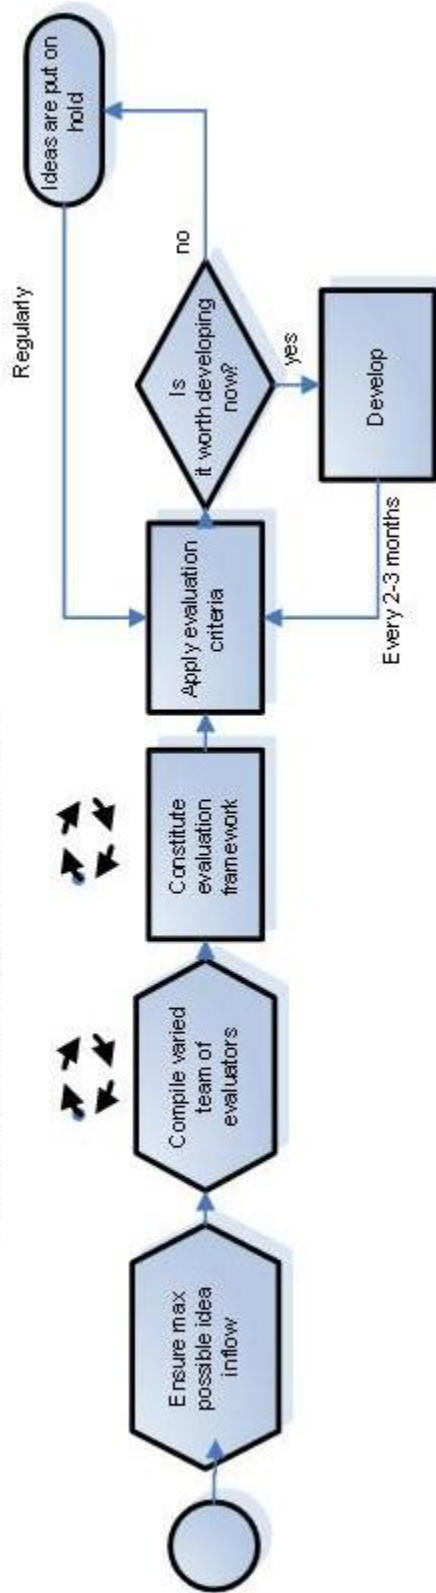 Ensure max
possible idea
inflow
Compile varied
team of
evaluators
Constitute
evaluation
framework
Apply evaluation
criteria
Is
it worth developing
now?
yes
no
Develop
Every 2-3 months
Ideas are put on
hold
Regularly